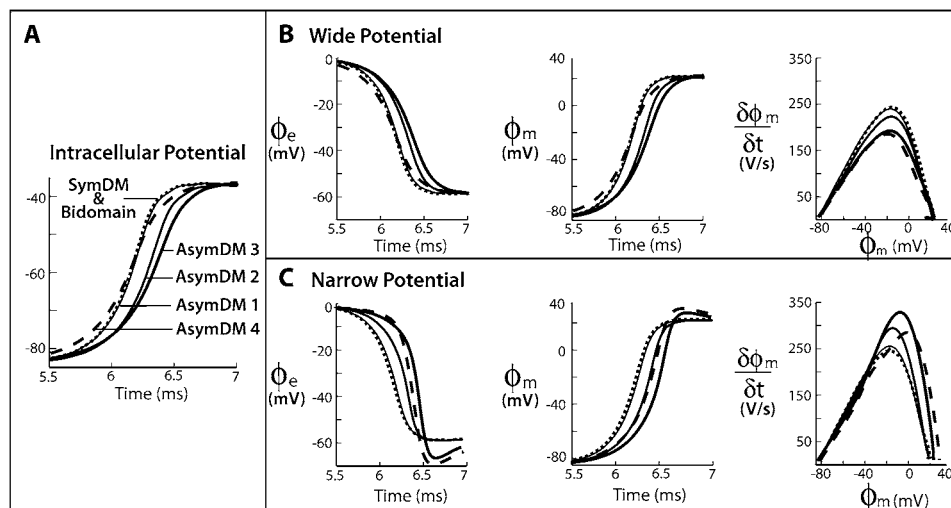 A
Intracellular Potential
SymDM
&
Bidomain
AsymDM 3
AsymDM 2
AsymDM 1
AsymDM 4
-40
-60
-80
5.5 6 6.5 7
Time (ms)
B Wide Potential
0
-20
-40
-60
ϕe
(mV)
5.5 6 7
Time (ms)
40
0
-40
-80
ϕm
(mV)
5.5 6 7
Time (ms)
350
250
150
50
δϕm
δt
(V/s)
-80 -40 0 40
ϕm (mV)
C Narrow Potential
0
-20
-40
-60
ϕe
(mV)
5.5 6 6.5 7
Time (ms)
40
0
-40
-80
ϕm
(mV)
5.5 6 6.5 7
Time (ms)
350
250
150
50
δϕm
δt
(V/s)
-80 -40 0 40
ϕm (mV)